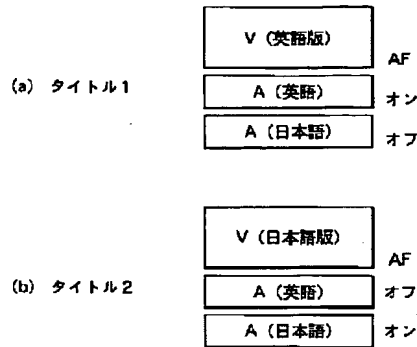 V (英語版)
AF
(a) タイトル1
A (英語)
オン
A (日本語)
オフ
V (日本語版)
AF
(b) タイトル2
A (英語)
オフ
A (日本語)
オン